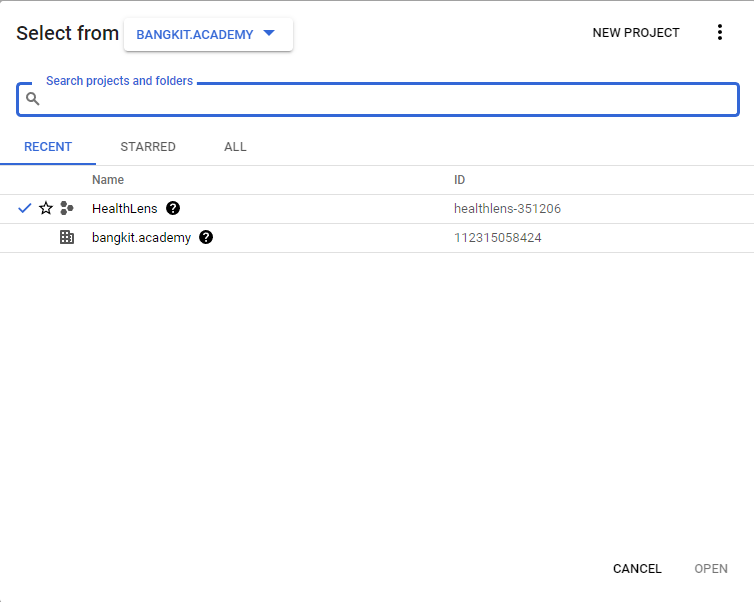 Select from BANGKIT.ACADEMY NEW PROJECT
Search projects and folders
RECENT STARRED ALL
Name ID
HealthLens healthlens-351206
bangkit.academy 112315058424
CANCEL OPEN